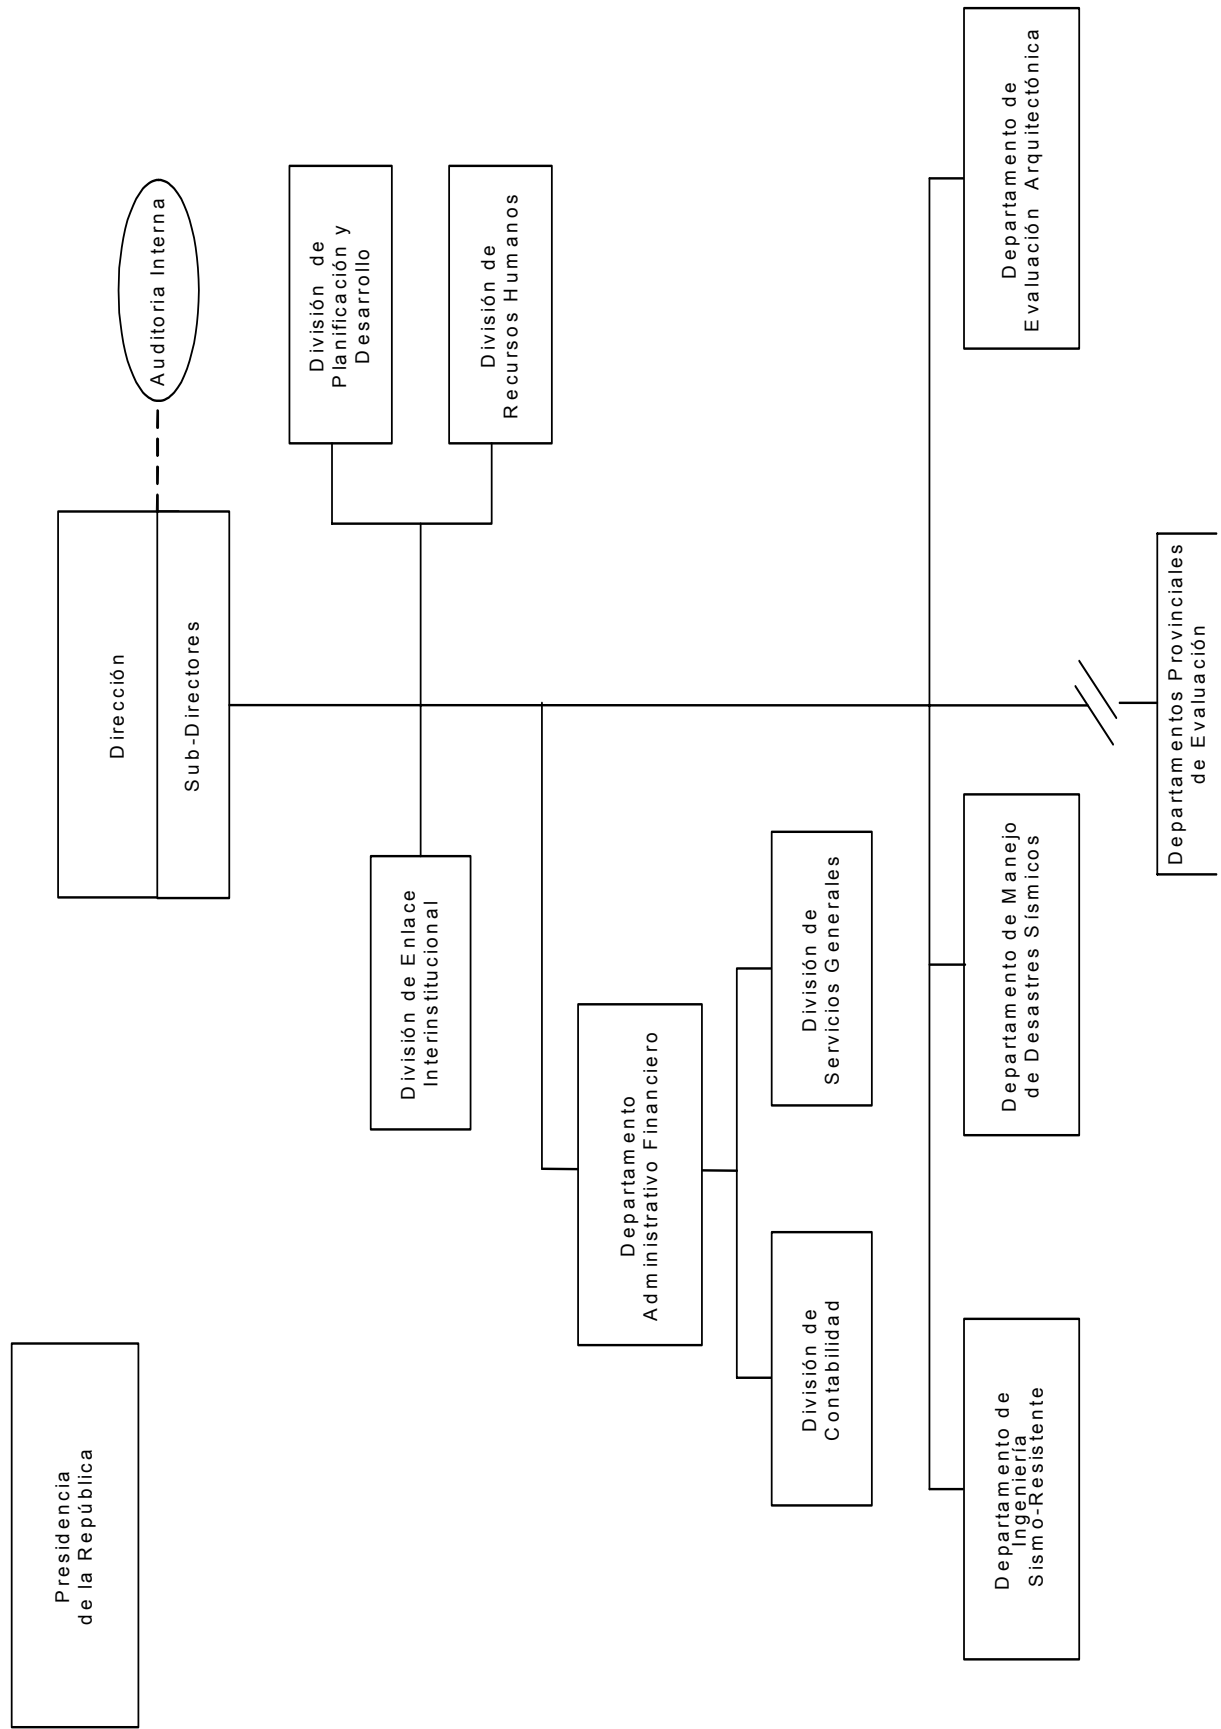 Presidencia
de la República
Dirección
Sub-Directores
Auditoria Interna
División de Enlace
Interinstitucional
División de
Planificación y
Desarrollo
División de
Recursos Humanos
Departamento
Administrativo Financiero
División de
Contabilidad
División de
Servicios Generales
Departamento de
Ingeniería
Sismo-Resistente
Departamento de Manejo
de Desastres Sísmicos
Departamento de
Evaluación Arquitectónica
Departamentos Provinciales
de Evaluación